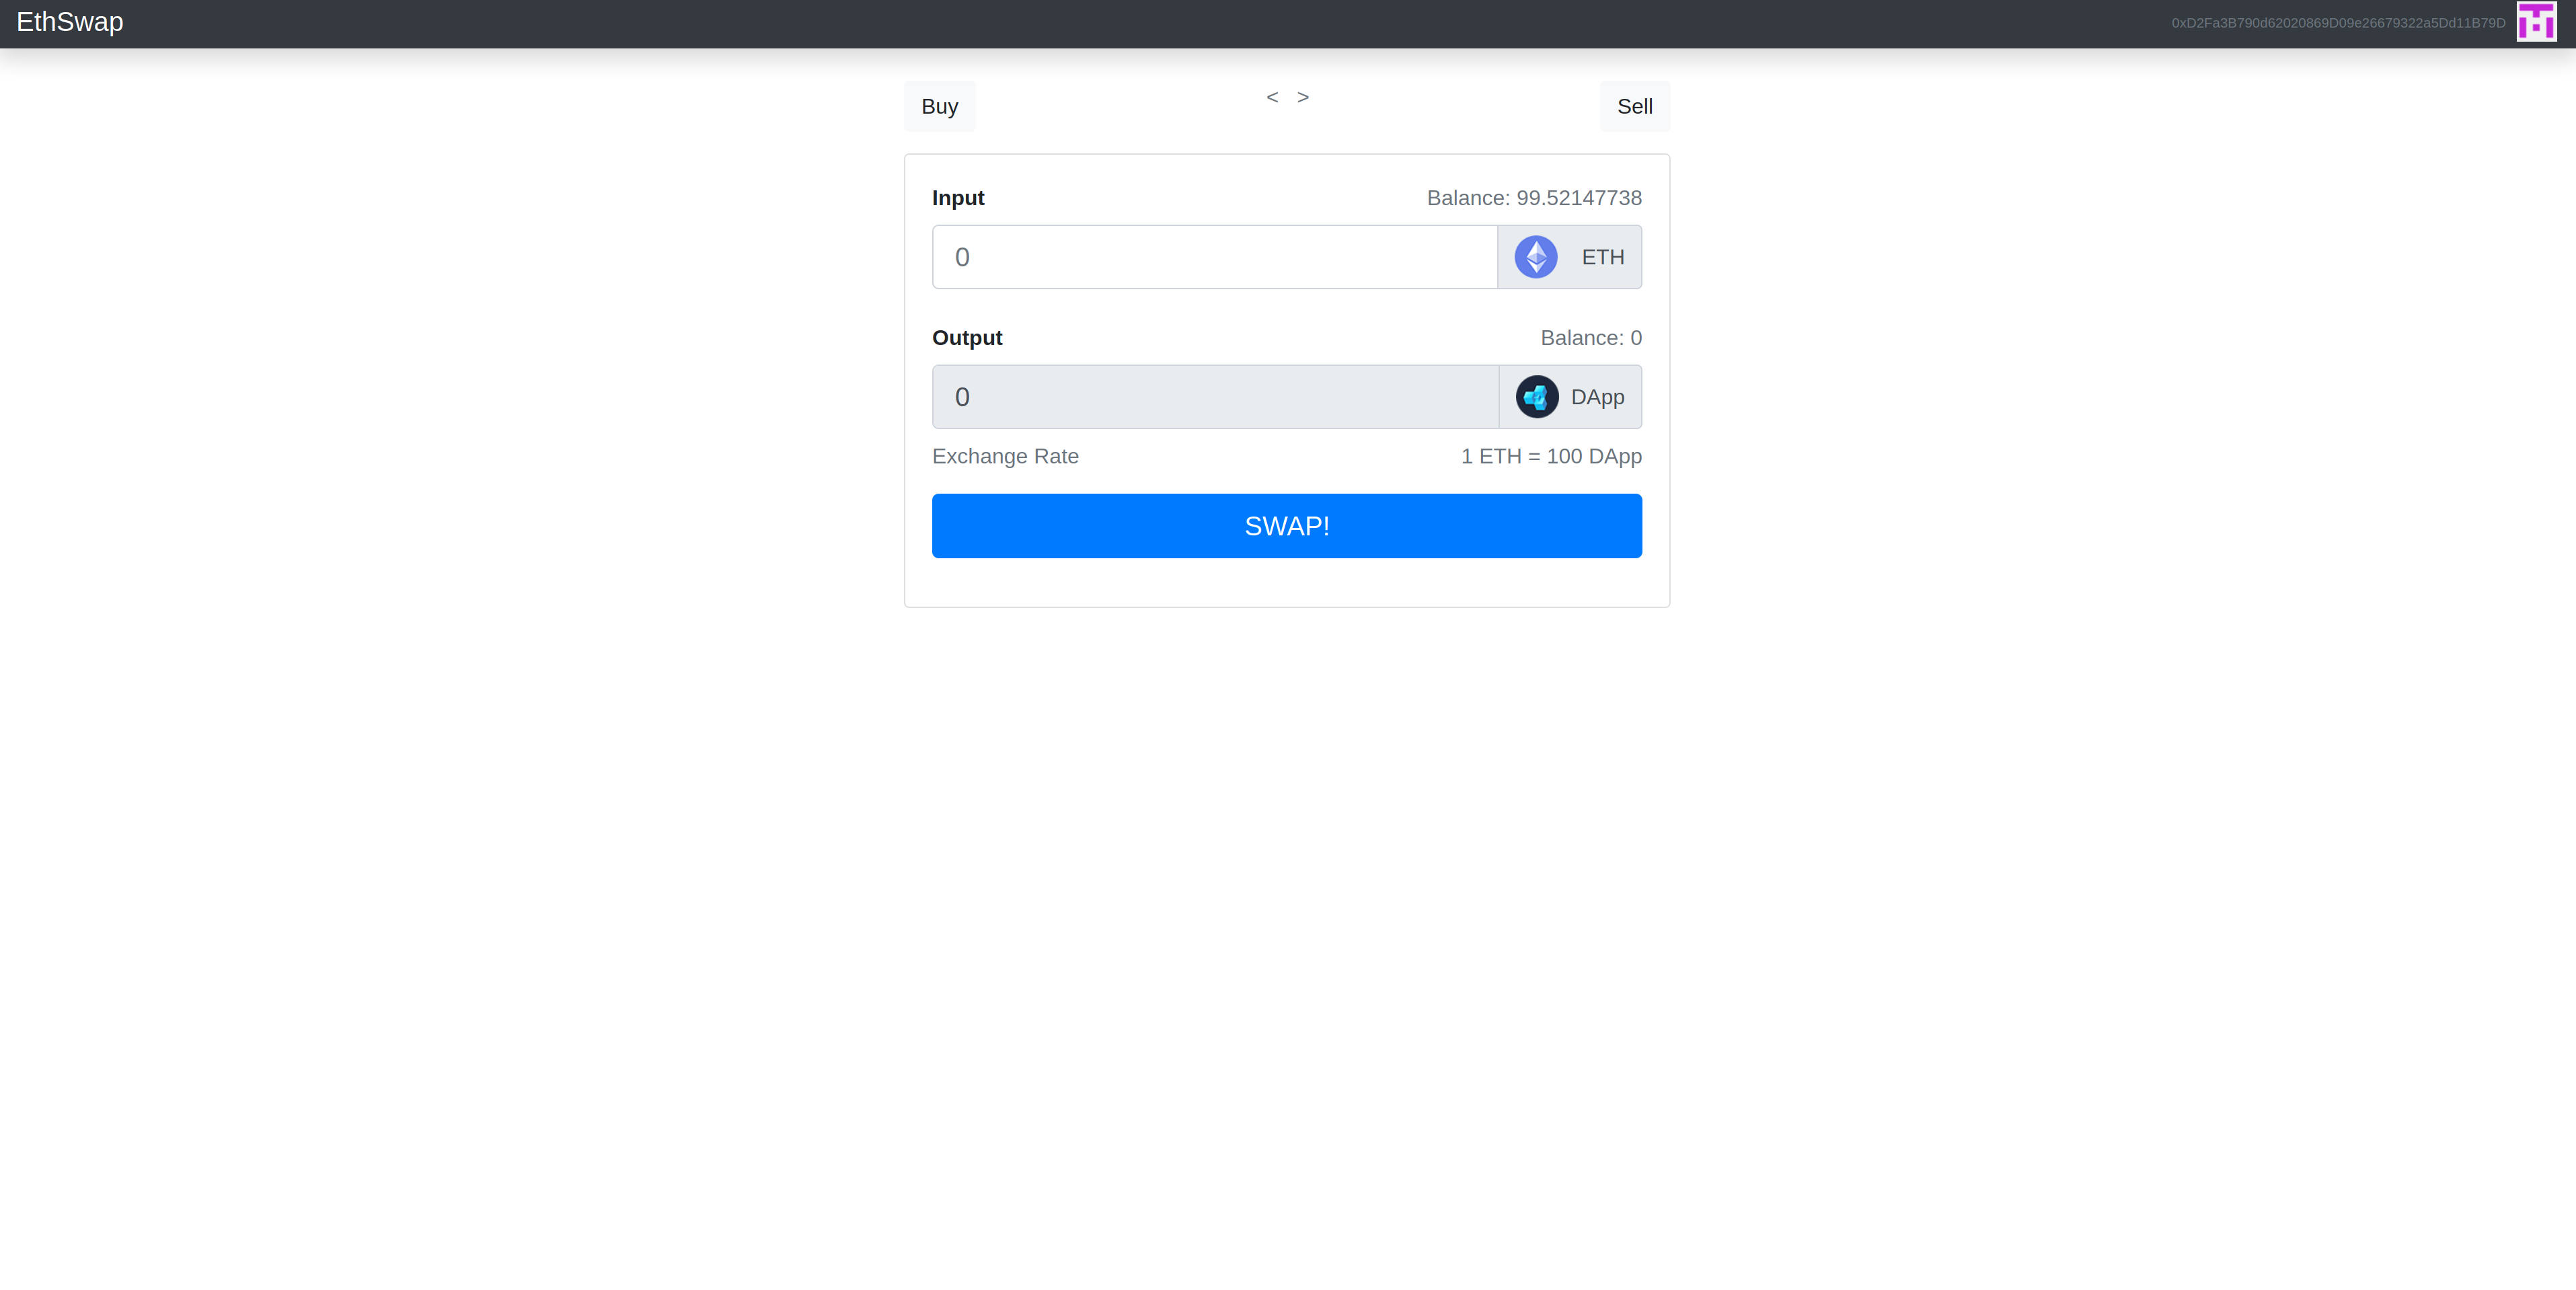 EthSwap
0xD2Fa3B790d62020869D09e26679322a5Dd11B79D
Buy < > Sell
Input Balance: 99.52147738
0 ETH
Output Balance: 0
0 DApp
Exchange Rate 1 ETH = 100 DApp
SWAP!